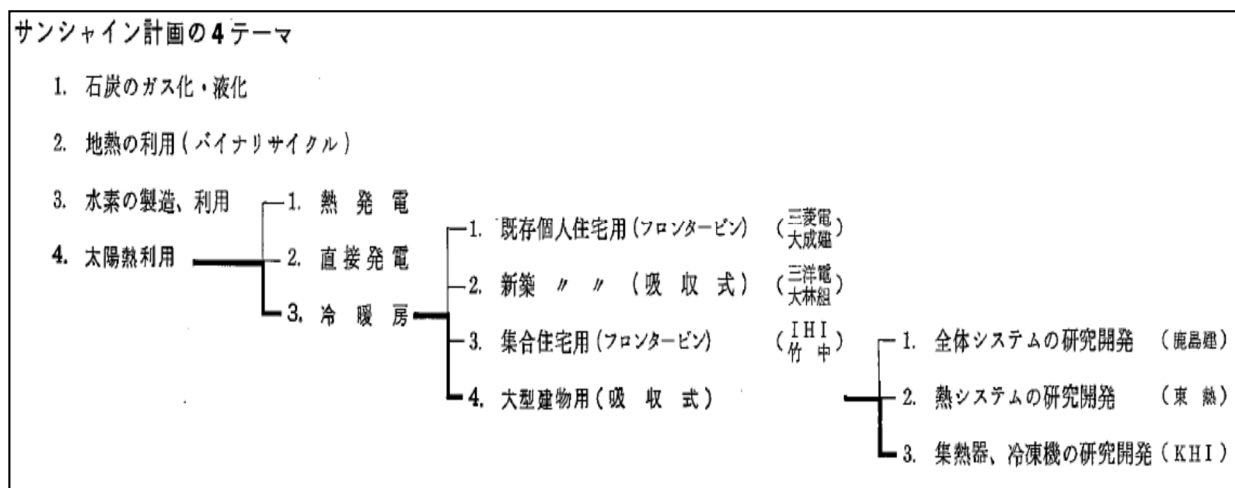 サンシャイン計画の4テーマ
1. 石炭のガス化・液化
2. 地熱の利用(バイナリサイクル)
3. 水素の製造、利用
4. 太陽熱利用
1. 熱発電
2. 直接発電
3. 冷暖房
1. 既存個人住宅用(フロンタービン) (三菱電 大成建)
2. 新築 〃 〃 (吸収式) (三洋電 大林組)
3. 集合住宅用(フロンタービン) (IHI 竹中)
4. 大型建物用(吸収式)
1. 全体システムの研究開発 (鹿島建)
2. 熱システムの研究開発 (東熱)
3. 集熱器、冷凍機の研究開発(KHI)